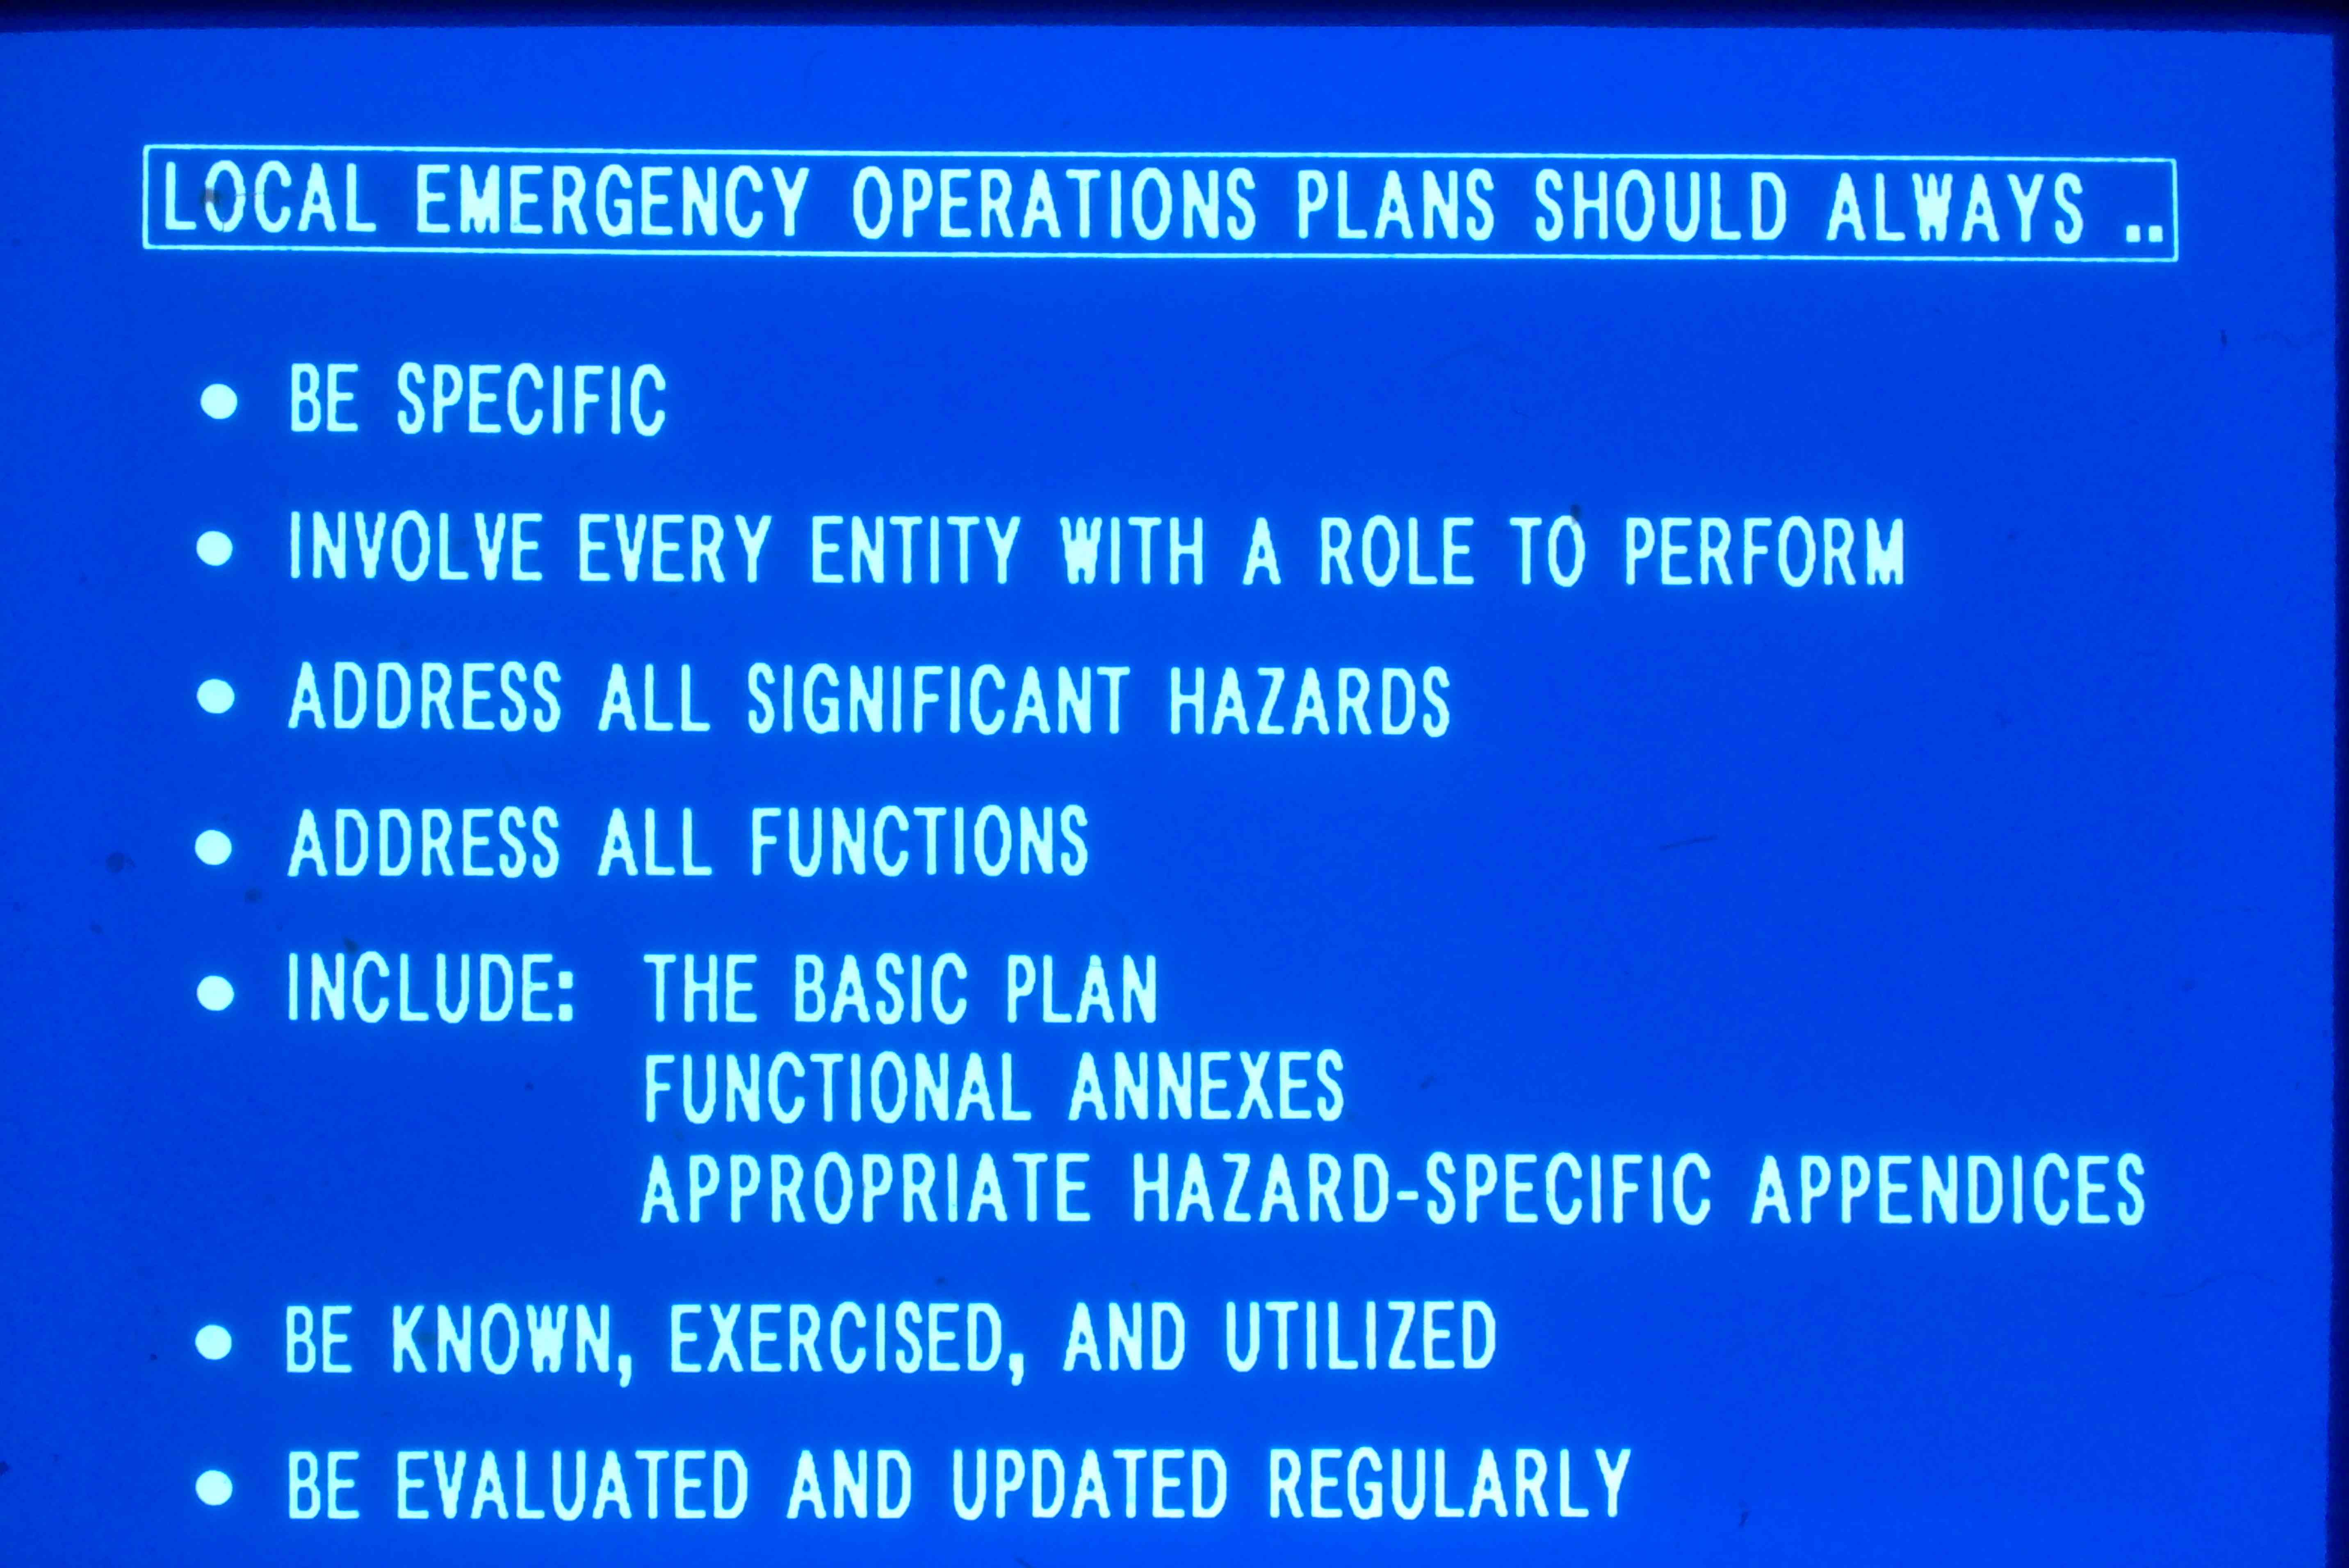 LOCAL EMERGENCY OPERATIONS PLANS SHOULD ALWAYS ..
● BE SPECIFIC
● INVOLVE EVERY ENTITY WITH A ROLE TO PERFORM
● ADDRESS ALL SIGNIFICANT HAZARDS
● ADDRESS ALL FUNCTIONS
● INCLUDE: THE BASIC PLAN
FUNCTIONAL ANNEXES
APPROPRIATE HAZARD-SPECIFIC APPENDICES
● BE KNOWN, EXERCISED, AND UTILIZED
● BE EVALUATED AND UPDATED REGULARLY